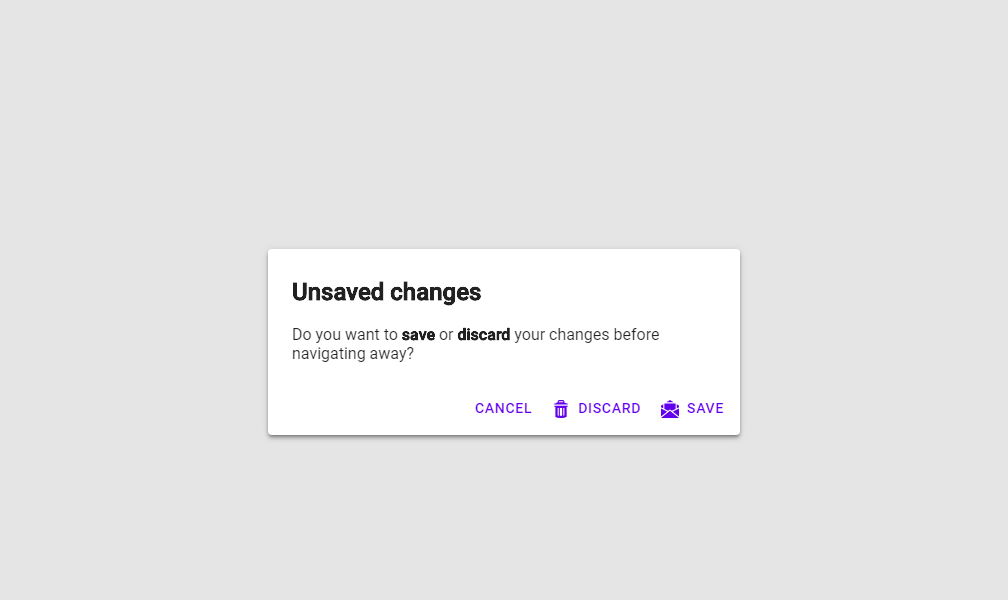 Unsaved changes
Do you want to save or discard your changes before
navigating away?
CANCEL DISCARD SAVE